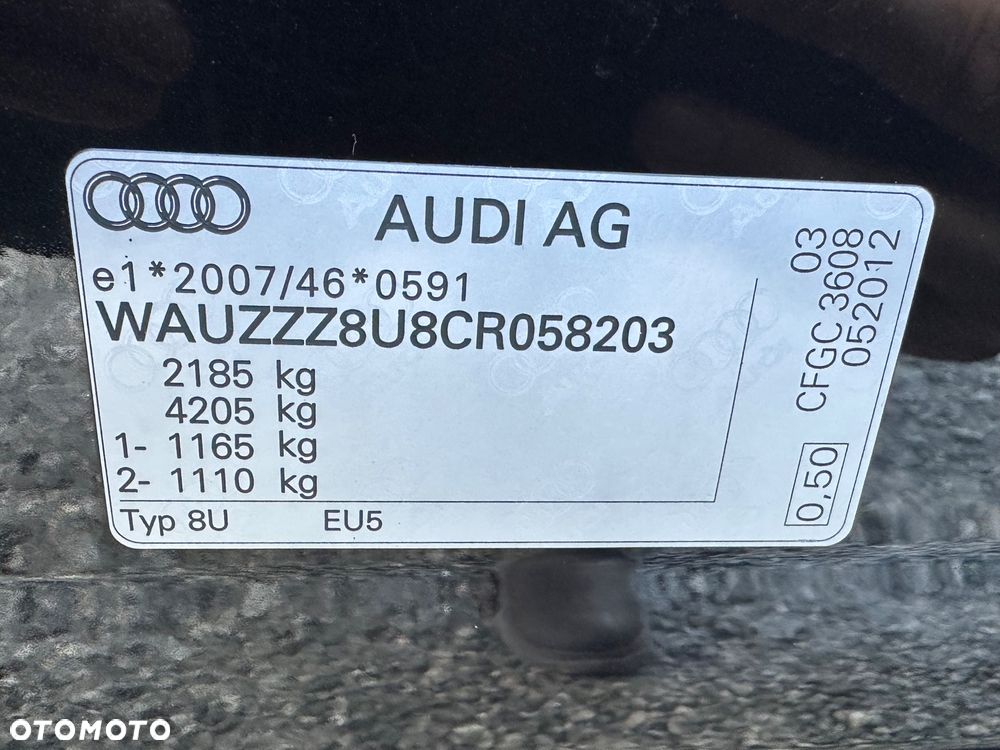 AUDI AG
e1*2007/46*0591
WAUZZZ8U8CR058203
2185 kg
4205 kg
1- 1165 kg
2- 1110 kg
Typ 8U EU5
03
CFGC 3608
052012
0,50
OTOMOTO